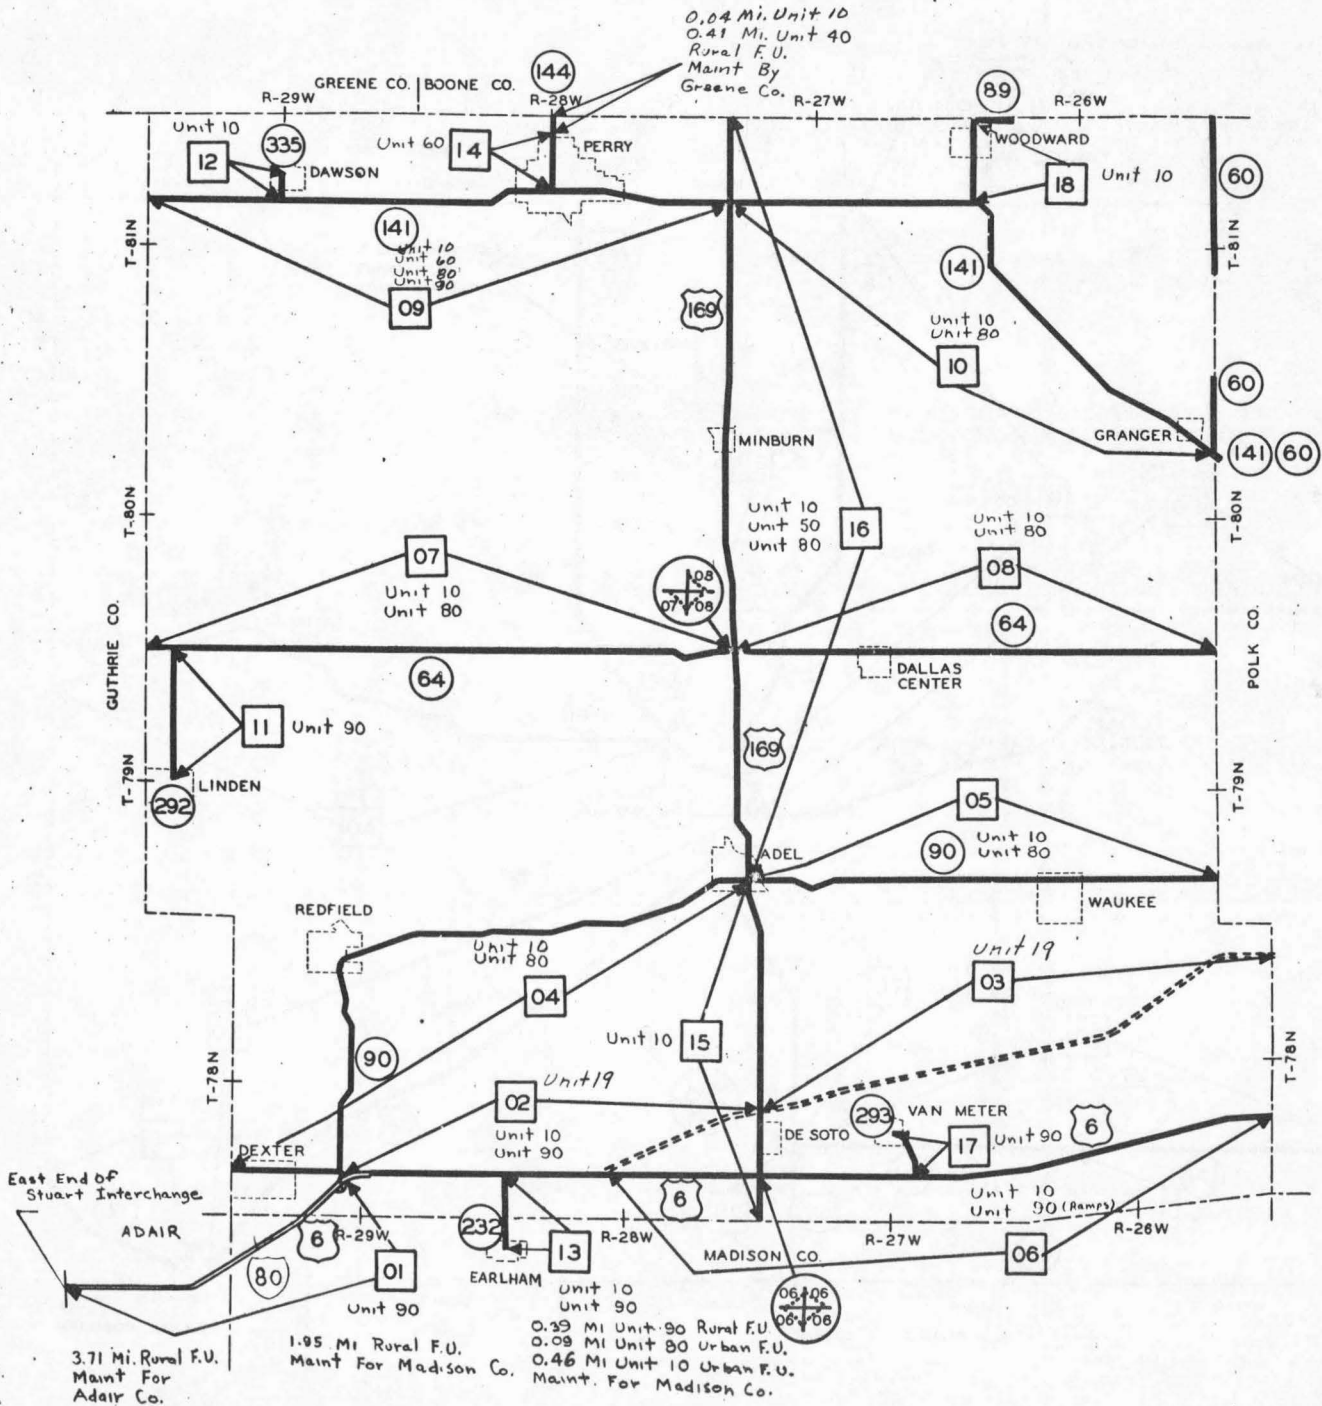 0.04 Mi. Unit 10
0.41 Mi. Unit 40
Rural F.U.
Maint By
Greene Co.
GREENE CO. BOONE CO.
144
89
R-29W
R-28W
R-27W
R-26W
Unit 10
12
335
DAWSON
Unit 60
14
PERRY
WOODWARD
18
Unit 10
60
T-81N
141
Unit 10
Unit 60
Unit 80
Unit 90
09
169
141
T-81N
Unit 10
Unit 80
10
60
MINBURN
GRANGER
141
60
T-80N
07
Unit 10
Unit 80
08
07 08
Unit 10
Unit 50
Unit 80
16
Unit 10
Unit 80
08
T-80N
GUTHRIE CO.
64
64
DALLAS
CENTER
POLK CO.
11
Unit 90
169
T-79N
LINDEN
292
05
T-79N
ADEL
90
Unit 10
Unit 80
WAUKEE
REDFIELD
Unit 10
Unit 80
04
Unit 19
03
Unit 10
15
90
T-78N
02
Unit 19
Unit 10
Unit 90
T-78N
DEXTER
DE SOTO
293
VAN METER
17
Unit 90
6
East End of
Stuart Interchange
ADAIR
6
80
R-29W
01
Unit 90
232
EARLHAM
13
R-28W
6
MADISON CO.
R-27W
Unit 10
Unit 90 (Ramps)
R-26W
06
06 06
06 06
Unit 10
Unit 90
0.39 MI Unit 90 Rural F.U.
0.09 MI Unit 80 Urban F.U.
0.46 MI Unit 10 Urban F.U.
Maint. For Madison Co.
1.85 MI Rural F.U.
Maint For Madison Co.
3.71 Mi. Rural F.U.
Maint For
Adair Co.